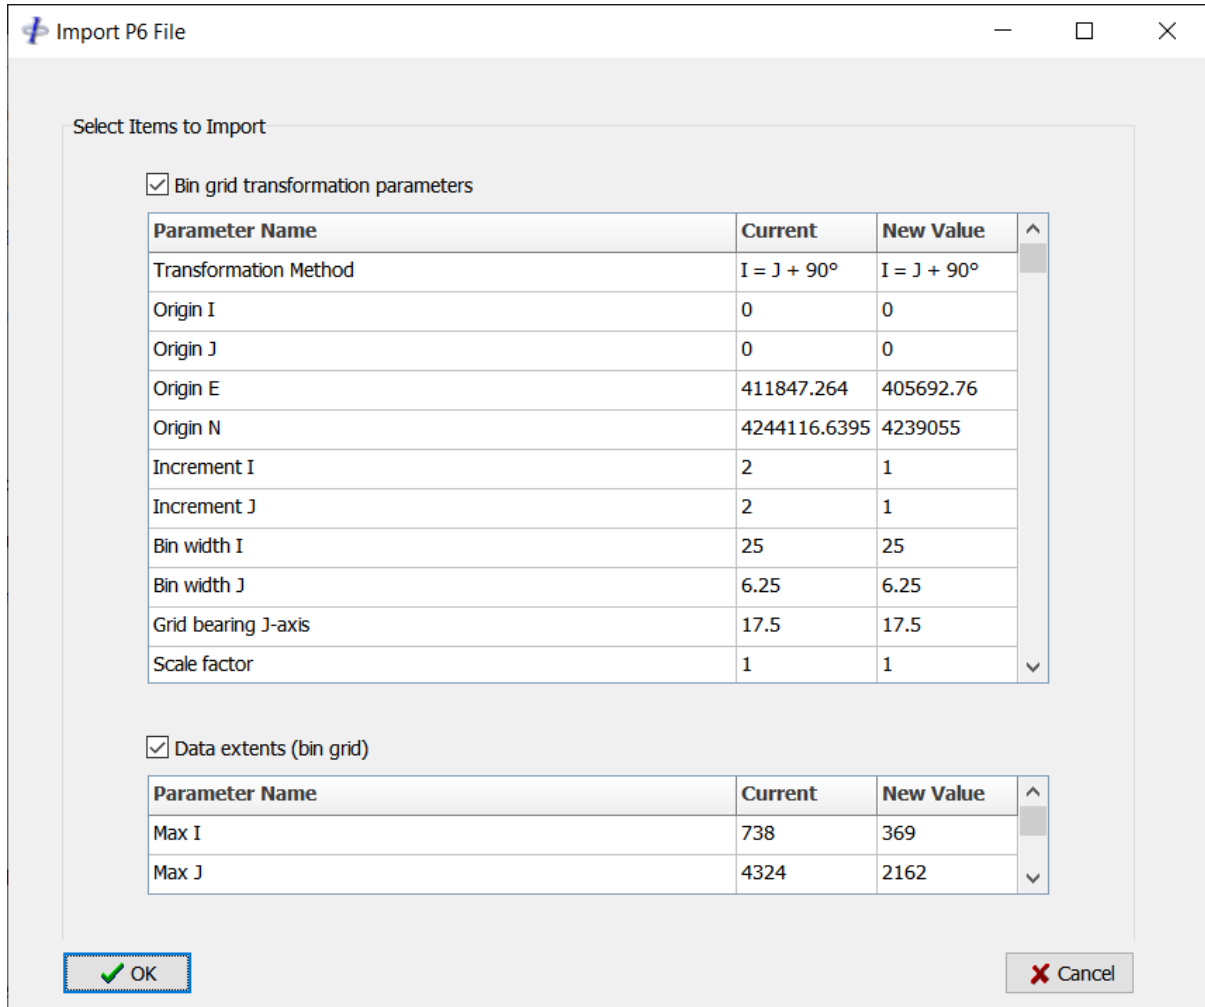 Import P6 File
Select Items to Import
Bin grid transformation parameters
Parameter Name Current New Value
Transformation Method I = J + 90° I = J + 90°
Origin I 0 0
Origin J 0 0
Origin E 411847.264 405692.76
Origin N 4244116.6395 4239055
Increment I 2 1
Increment J 2 1
Bin width I 25 25
Bin width J 6.25 6.25
Grid bearing J-axis 17.5 17.5
Scale factor 1 1
Data extents (bin grid)
Parameter Name Current New Value
Max I 738 369
Max J 4324 2162
OK Cancel